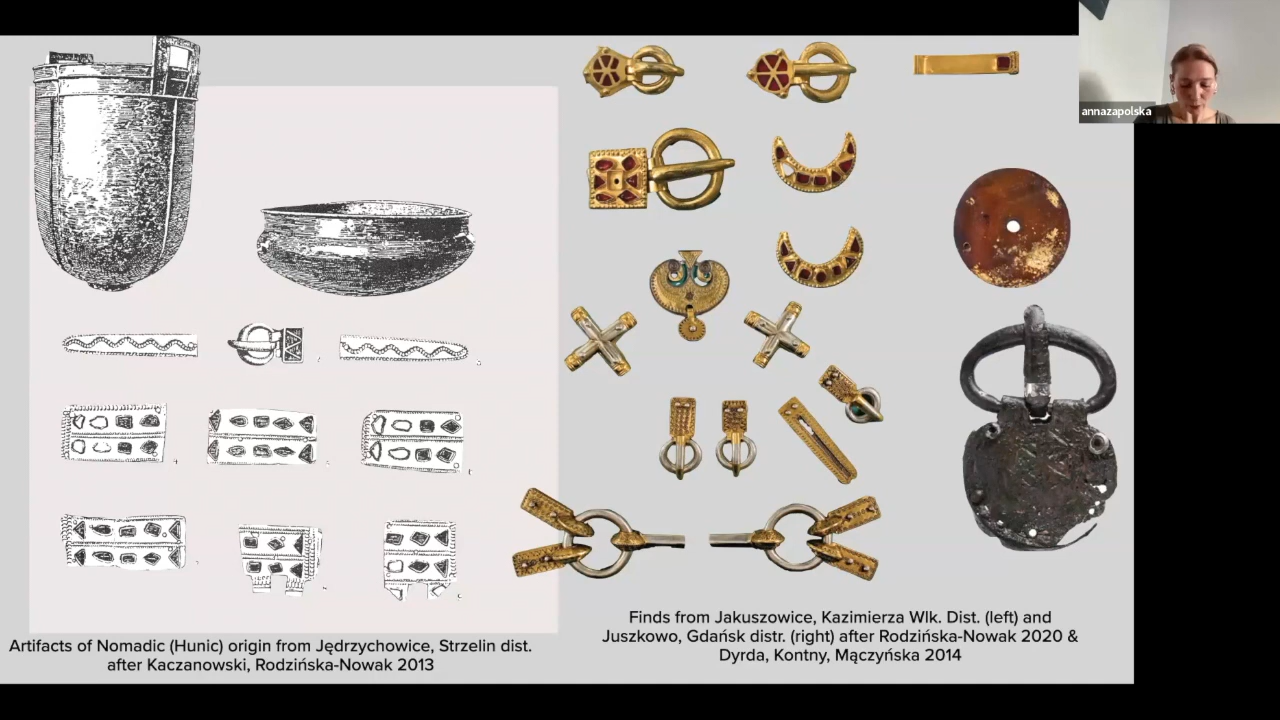 annazapolska
Artifacts of Nomadic (Hunic) origin from Jędrzychowice, Strzelin dist.
after Kaczanowski, Rodzińska-Nowak 2013
Finds from Jakuszowice, Kazimierza Wlk. Dist. (left) and
Juszkowo, Gdańsk distr. (right) after Rodzińska-Nowak 2020 &
Dyrda, Kontny, Mączyńska 2014